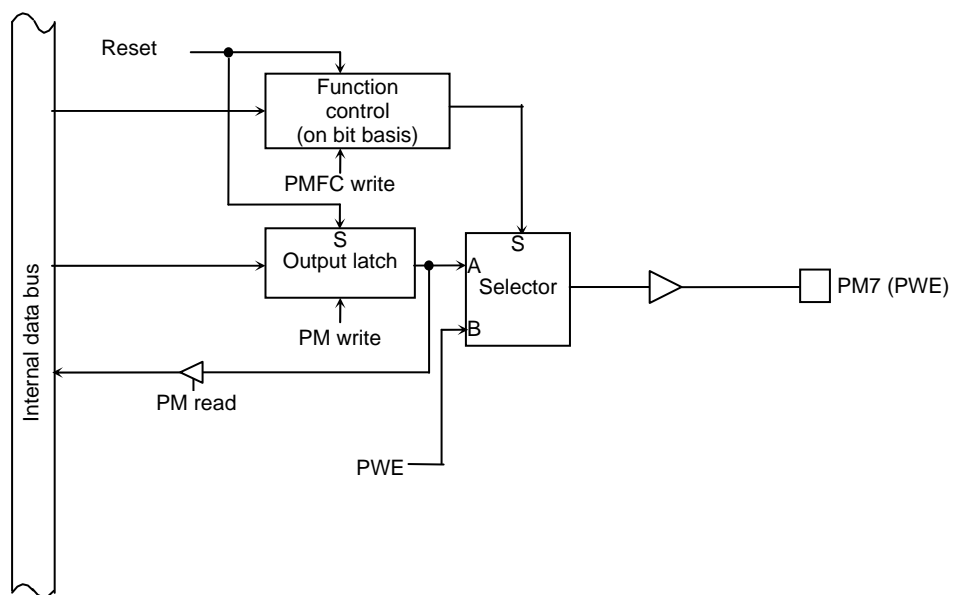 Reset
Function
control
(on bit basis)
PMFC write
S
Output latch
S
A
Selector
PM7 (PWE)
PM write
B
Internal data bus
PM read
PWE